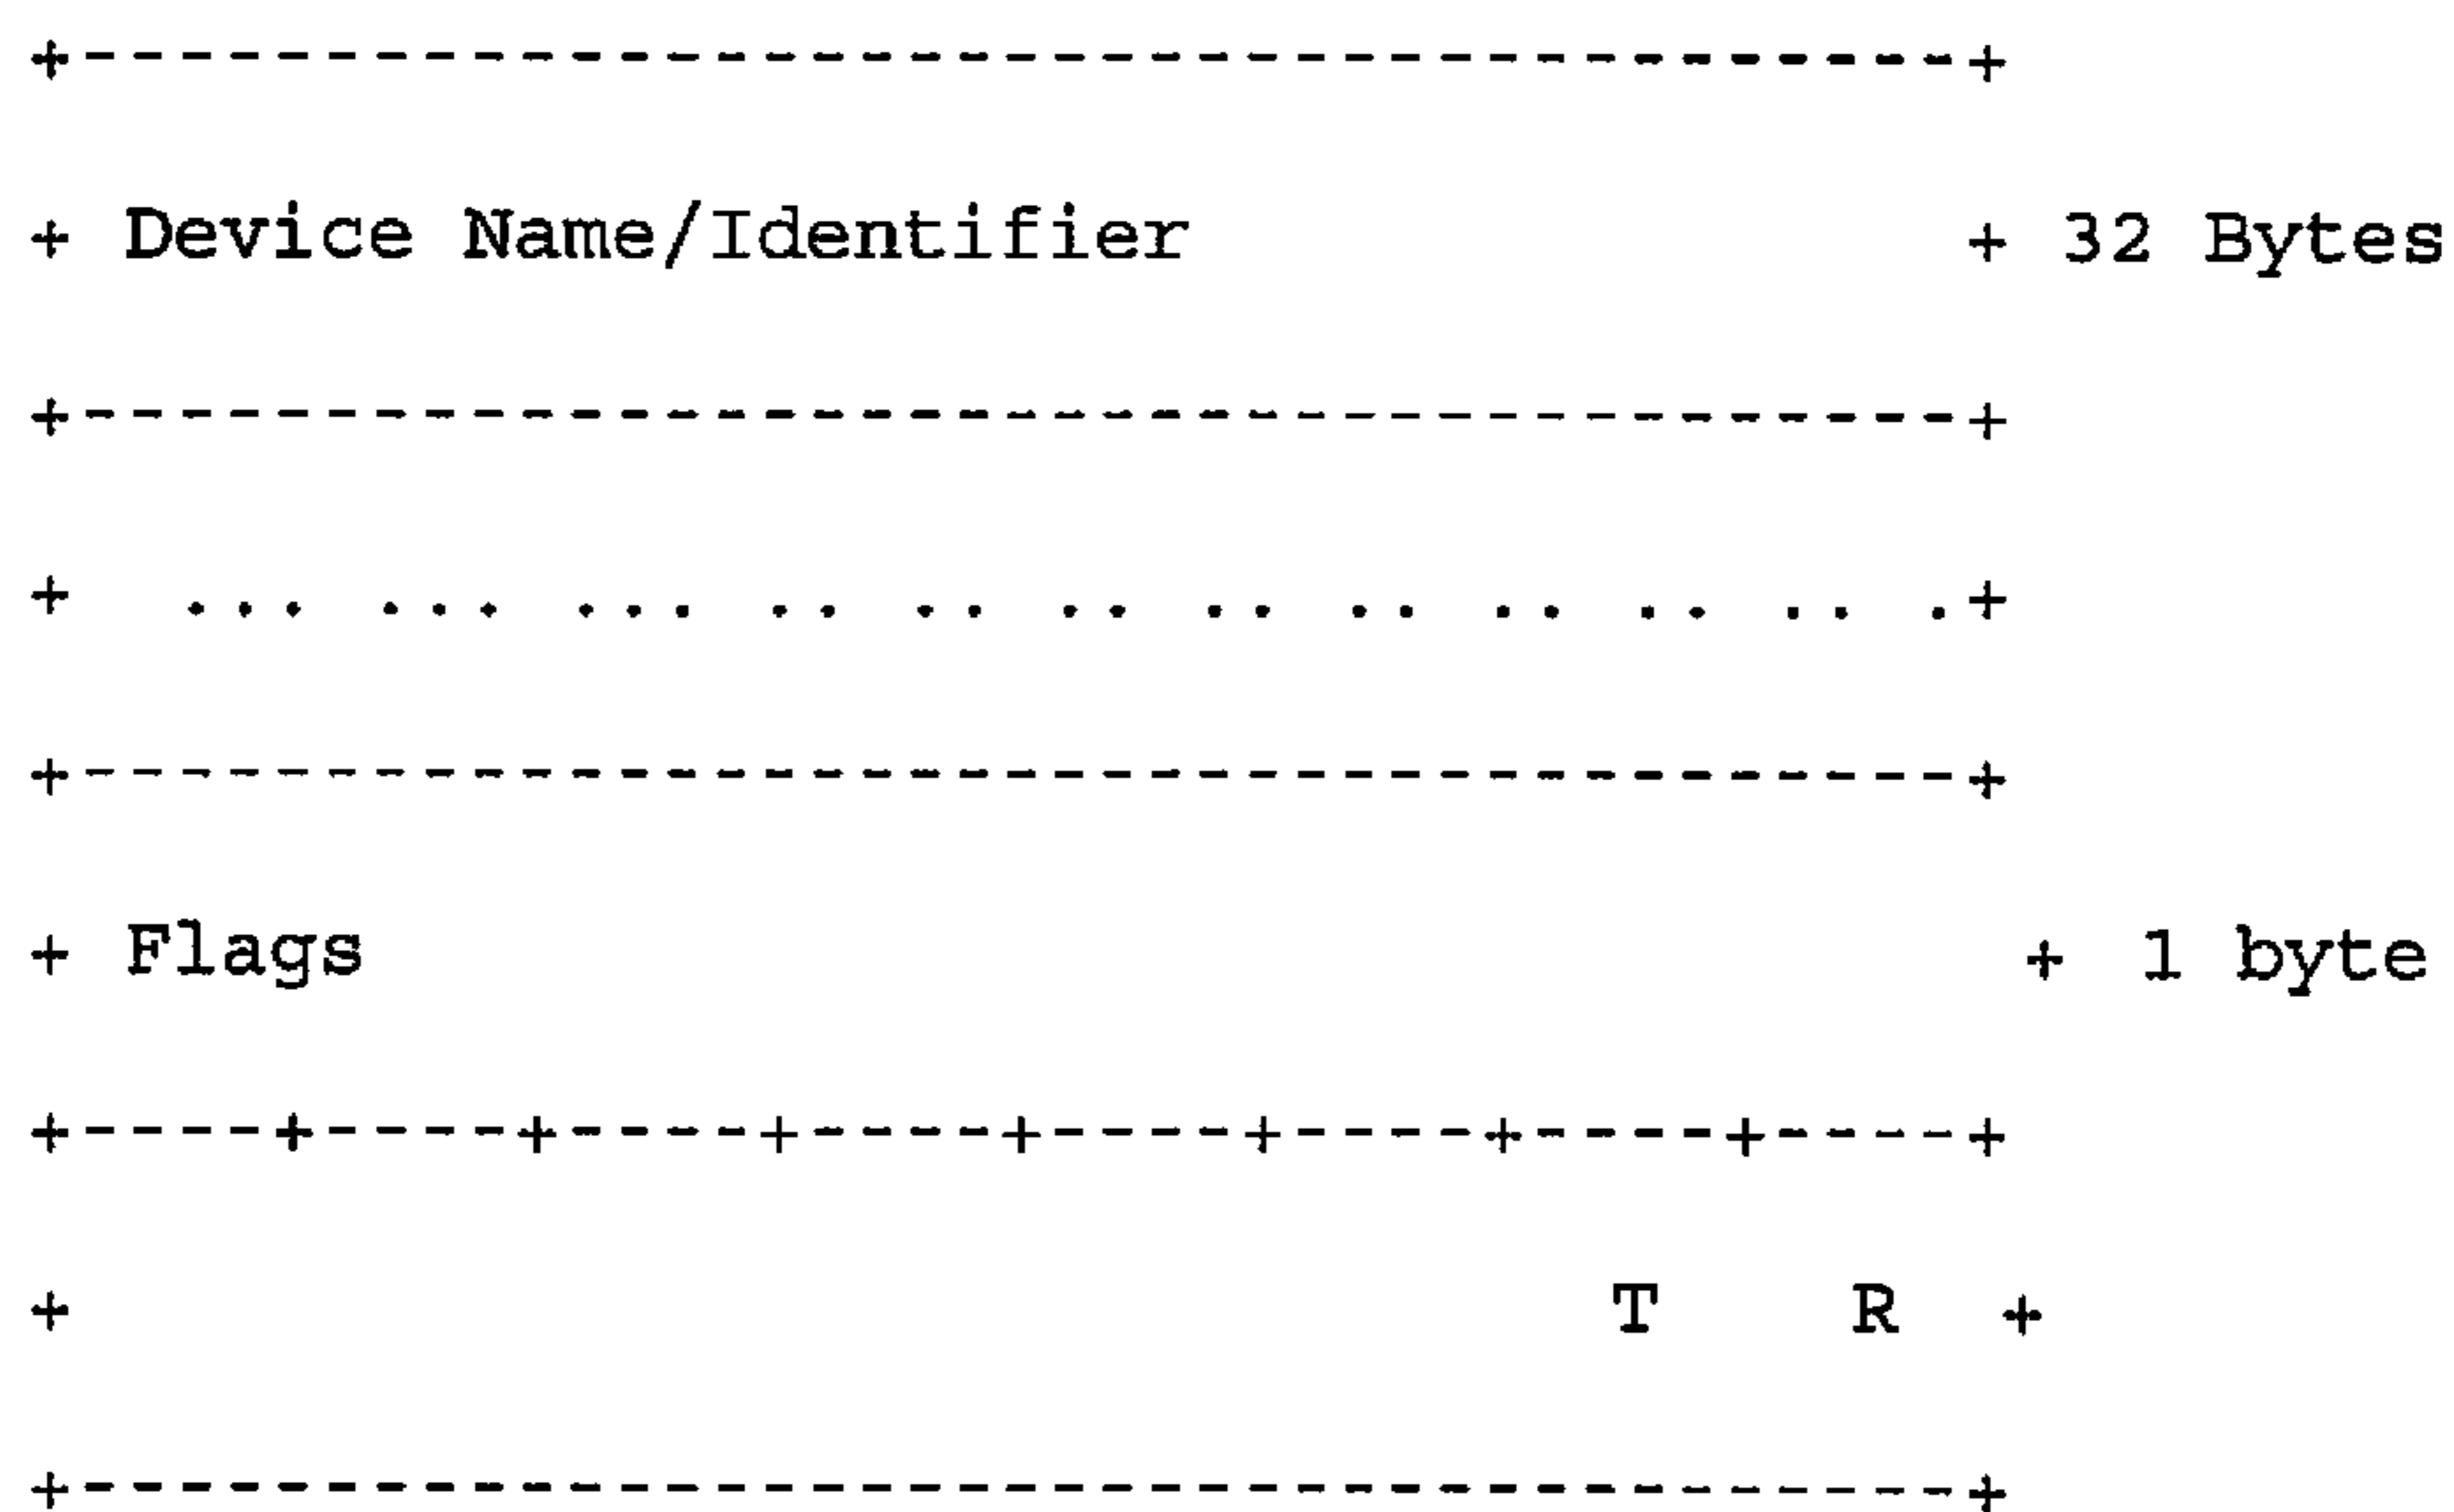 +---------------------------------------+
+ Device Name/Identifier + 32 Bytes
+---------------------------------------+
+ ... ... ... .. .. .. .. .. .. .. .. .+
+---------------------------------------+
+ Flags + 1 byte
+----+----+----+----+----+----+----+----+
+ T R +
+---------------------------------------+